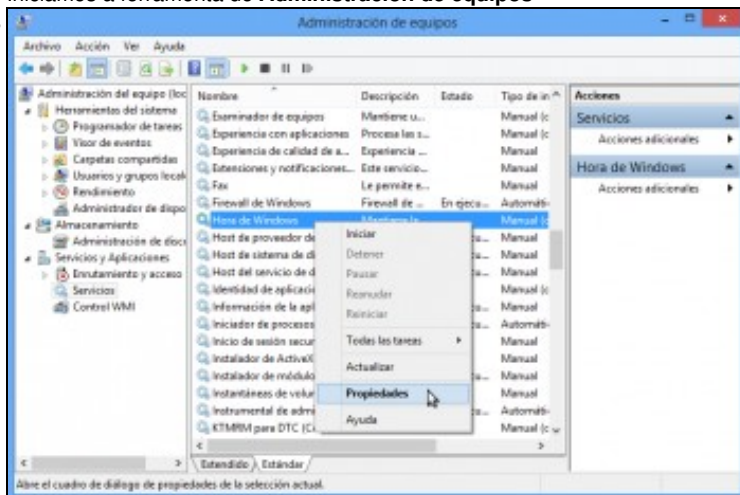 Iniciamos a ferramenta de Administración de equipos
Administración de equipos
Archivo Acción Ver Ayuda
Administración del equipo (loc
Herramientas del sistema
Programador de tareas
Visor de eventos
Carpetas compartidas
Usuarios y grupos locale
Rendimiento
Administrador de dispo
Almacenamiento
Administración de disco
Servicios y Aplicaciones
Enrutamiento y acceso
Servicios
Control WMI
Nombre Descripción Estado Tipo de in
Examinador de equipos Mantiene u... Manual (c
Experiencia con aplicaciones Procesa las s... Manual (c
Experiencia de calidad de a... Experiencia ... Manual
Extensiones y notificaciones... Este servicio... Manual
Fax Le permite e... Manual
Firewall de Windows Firewall de ... En ejecu... Automáti
Hora de Windows Mantiene la Manual (c
Host de proveedor de Manual
Host de sistema de di Manual
Host del servicio de d Manual
Identidad de aplicacio Manual (c
Información de la apl Manual
Iniciador de procesos Automáti
Inicio de sesión secur Manual
Instalador de ActiveX Manual
Instalador de módulo Manual
Instantáneas de volur Manual
Instrumental de admi Automáti
KTMRM para DTC (C Manual (c
Iniciar
Detener
Pausar
Reanudar
Reiniciar
Todas las tareas
Actualizar
Propiedades
Ayuda
Acciones
Servicios
Acciones adicionales
Hora de Windows
Acciones adicionales
Extendido Estándar
Abre el cuadro de diálogo de propiedades de la selección actual.